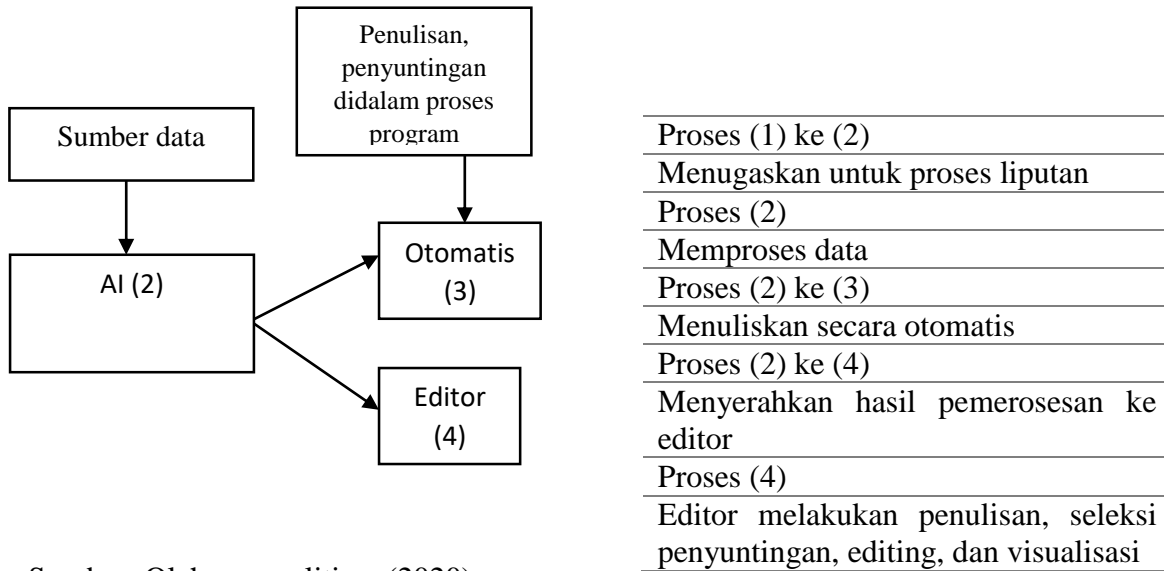 Penulisan,
penyuntingan
didalam proses
program
Sumber data
AI (2)
Otomatis
(3)
Editor
(4)
Proses (1) ke (2)
Menugaskan untuk proses liputan
Proses (2)
Memproses data
Proses (2) ke (3)
Menuliskan secara otomatis
Proses (2) ke (4)
Menyerahkan hasil pemerosesan ke
editor
Proses (4)
Editor melakukan penulisan, seleksi
penyuntingan, editing, dan visualisasi